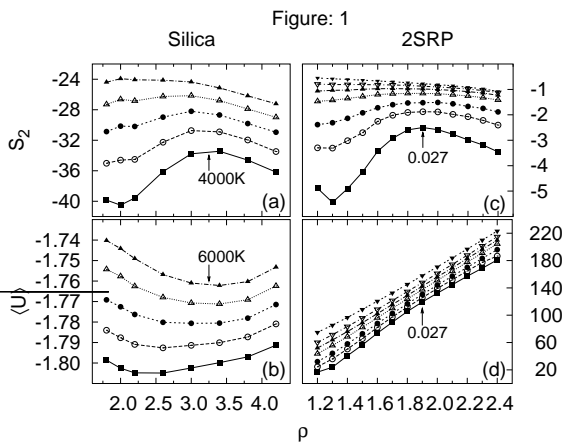 Figure: 1
Silica 2SRP
-24
-28
-32
-36
-40
S2
4000K
(a)
0.027
(c)
-1
-2
-3
-4
-5
-1.74
-1.75
-1.76
-1.77
-1.78
-1.79
-1.80
⟨U⟩
6000K
(b)
0.027
(d)
220
180
140
100
60
20
2.0 2.5 3.0 3.5 4.0
1.2 1.4 1.6 1.8 2.0 2.2 2.4
ρ